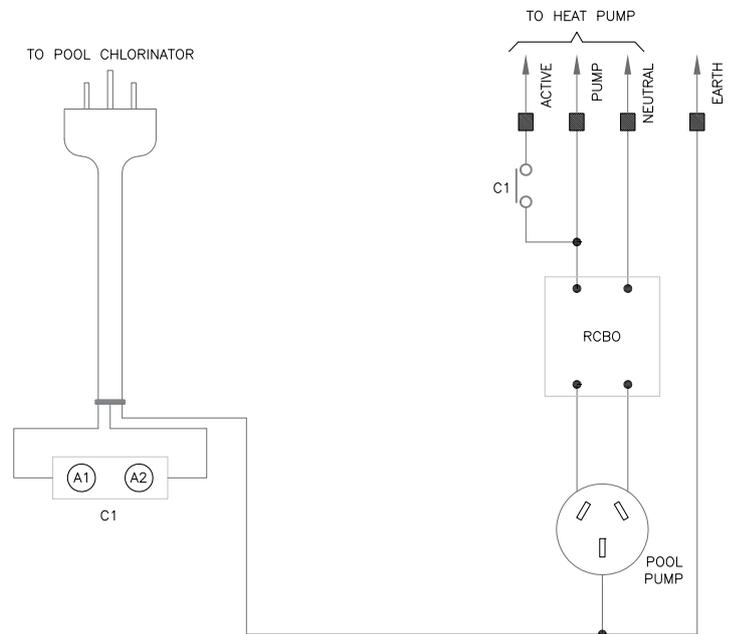 TO HEAT PUMP
TO POOL CHLORINATOR
ACTIVE
PUMP
NEUTRAL
EARTH
C1
RCBO
A1
A2
C1
POOL
PUMP